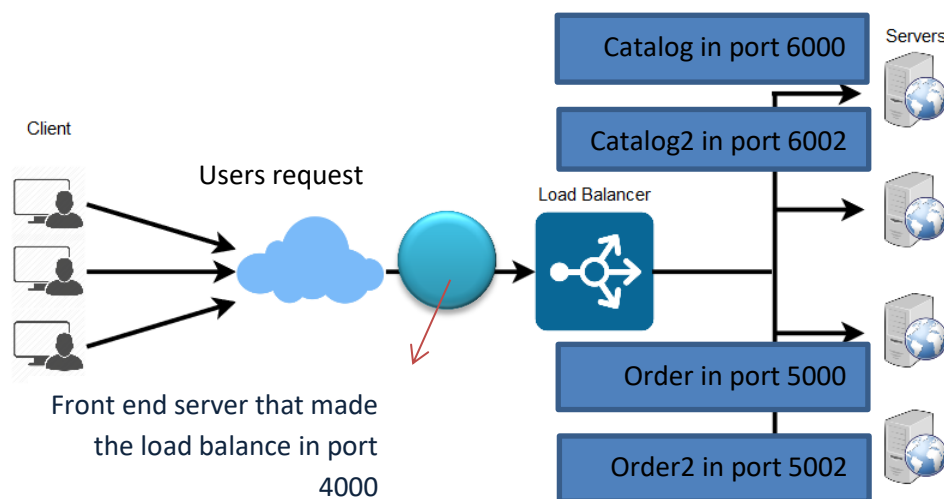 Catalog in port 6000
Servers
Client
Catalog2 in port 6002
Users request
Load Balancer
Order in port 5000
Front end server that made
the load balance in port
4000
Order2 in port 5002